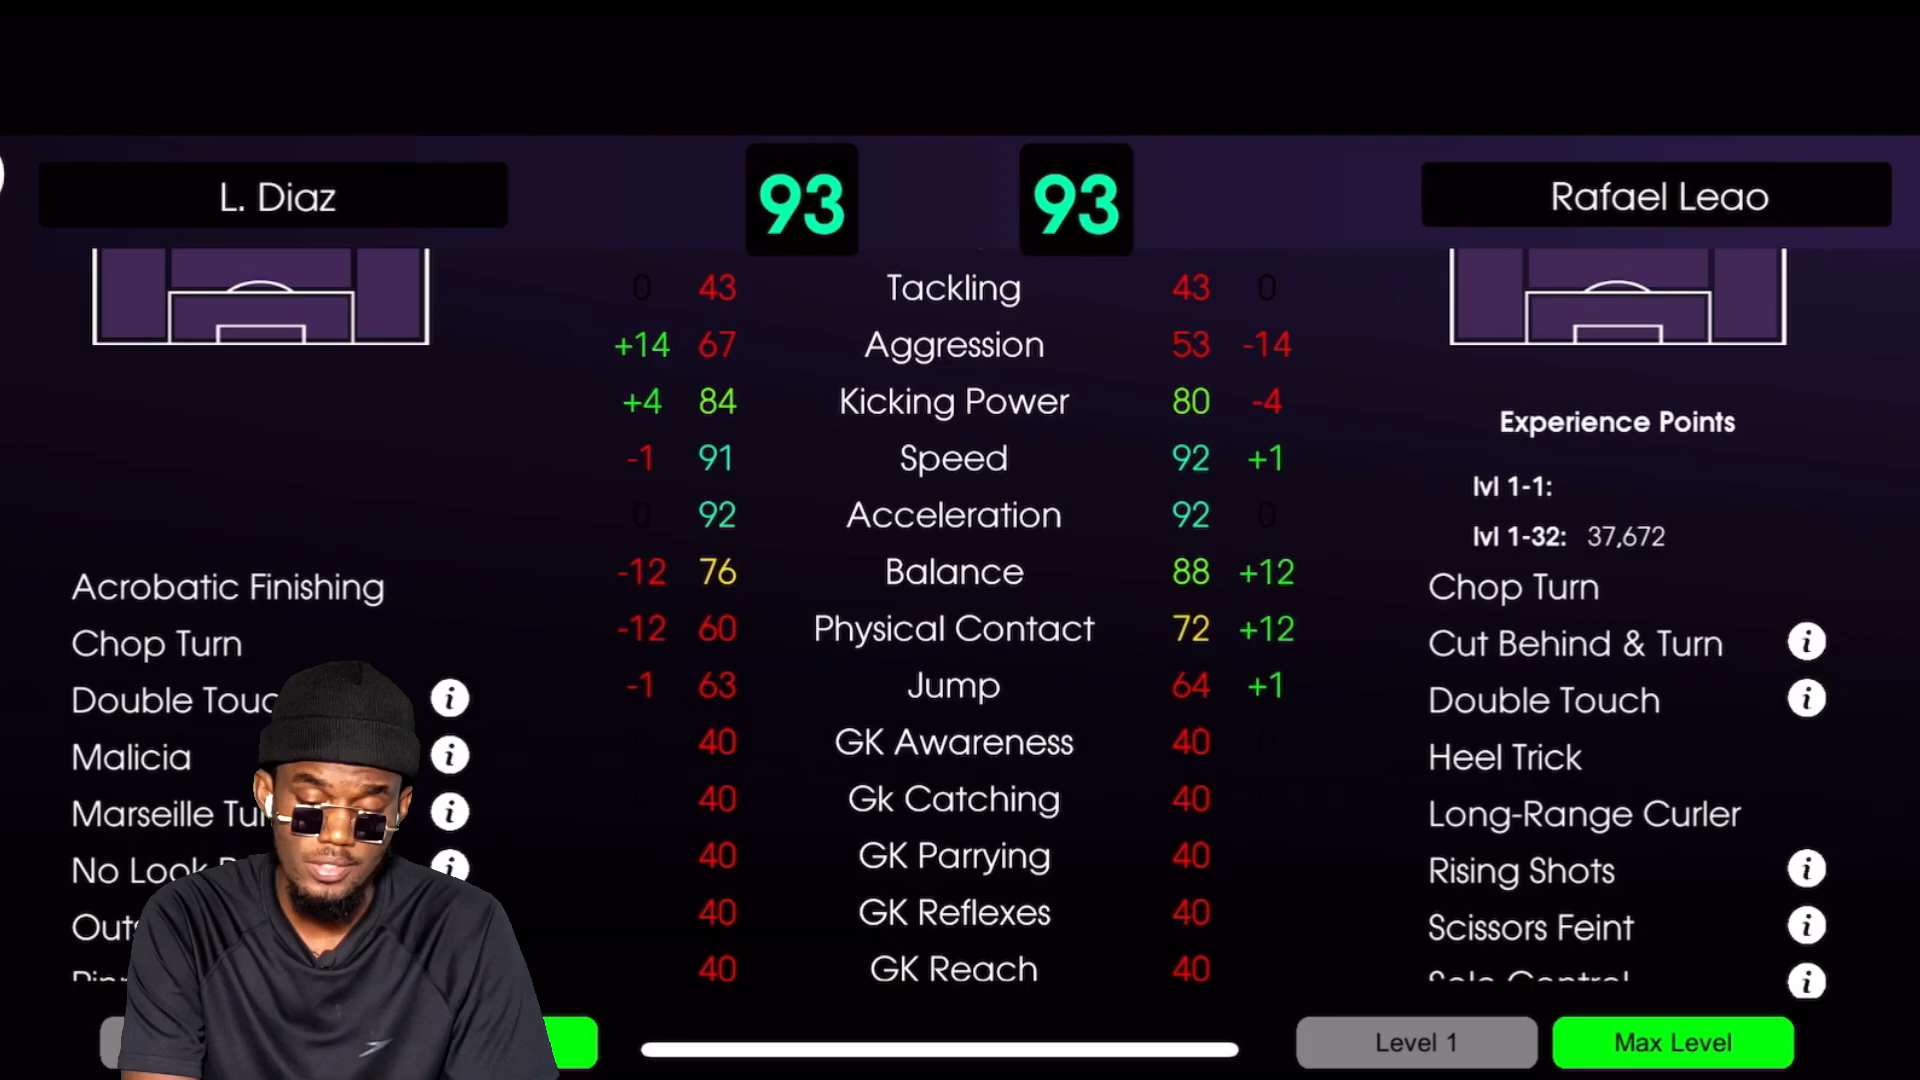 L. Diaz
93
93
Rafael Leao
0 43 Tackling 43 0
+14 67 Aggression 53 -14
+4 84 Kicking Power 80 -4
-1 91 Speed 92 +1
0 92 Acceleration 92 0
-12 76 Balance 88 +12
-12 60 Physical Contact 72 +12
-1 63 Jump 64 +1
40 GK Awareness 40
40 Gk Catching 40
40 GK Parrying 40
40 GK Reflexes 40
40 GK Reach 40
Acrobatic Finishing
Chop Turn
Double
Malicia
Marseille
No Look
Experience Points
lvl 1-1:
lvl 1-32: 37,672
Chop Turn
Cut Behind & Turn
Double Touch
Heel Trick
Long-Range Curler
Rising Shots
Scissors Feint
Level 1
Max Level